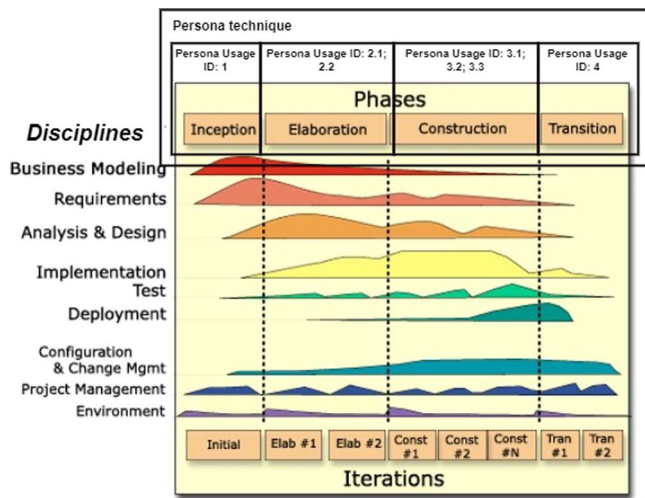 Persona technique
Persona Usage
ID: 1
Persona Usage ID: 2.1;
2.2
Persona Usage ID: 3.1;
3.2; 3.3
Persona Usage
ID: 4
Phases
Disciplines
Inception
Elaboration
Construction
Transition
Business Modeling
Requirements
Analysis & Design
Implementation
Test
Deployment
Configuration
& Change Mgmt
Project Management
Environment
Initial
Elab #1
Elab #2
Const
#1
Const
#2
Const
#N
Tran
#1
Tran
#2
Iterations